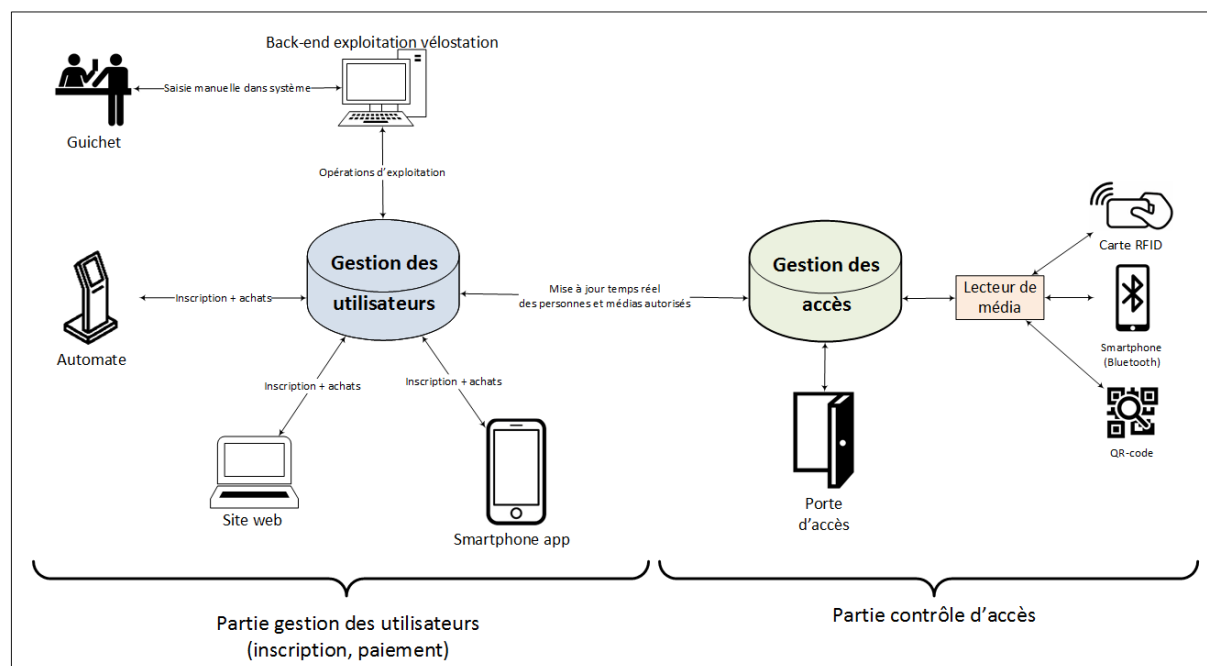 Back-end exploitation vélostation
Saisie manuelle dans système
Guichet
Opérations d'exploitation
Gestion des
utilisateurs
Inscription + achats
Automate
Inscription + achats
Inscription + achats
Site web
Smartphone app
Mise à jour temps réel
des personnes et médias autorisés
Gestion des
accès
Lecteur de
média
Carte RFID
Smartphone
(Bluetooth)
QR-code
Porte
d'accès
Partie gestion des utilisateurs
(inscription, paiement)
Partie contrôle d'accès